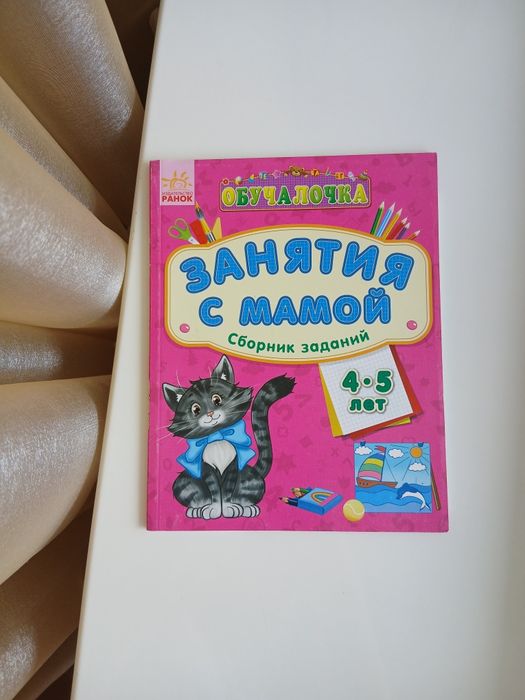 ИЗДАТЕЛЬСТВО
РАНОК
ОБУЧАЛОЧКА
ЗАНЯТИЯ
С МАМОЙ
Сборник заданий
4•5
лет